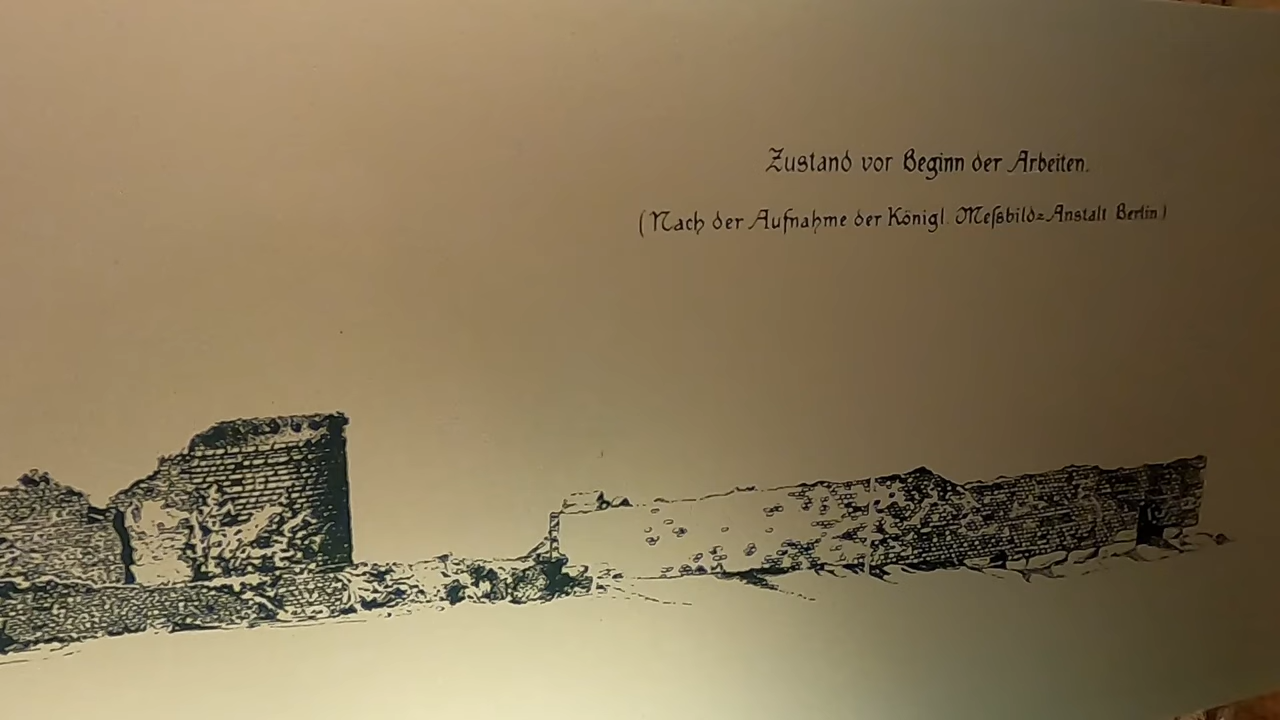 Zustand vor Beginn der Arbeiten.
(Nach der Aufnahme der Königl. Meſsbild=Anstalt Berlin)